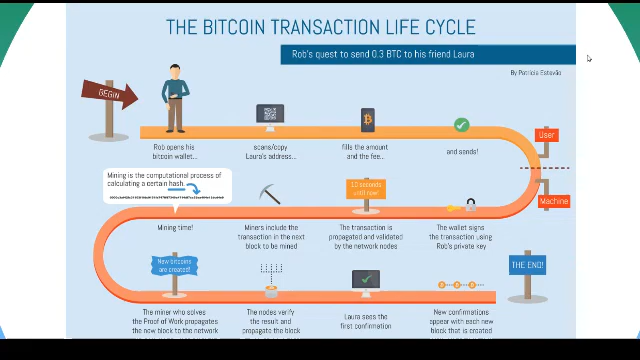 THE BITCOIN TRANSACTION LIFE CYCLE
Rob's quest to send 0.3 BTC to his friend Laura
By Patricia Estevão
BEGIN
Rob opens his
bitcoin wallet...
scans/copy
Laura's address...
fills the amount
and the fee...
and sends!
User
Machine
Mining is the computational process of
calculating a certain hash.
Mining time!
Miners include the
transaction in the next
block to be mined
12 seconds
until now!
The transaction is
propagated and validated
by the network nodes
The wallet signs
the transaction using
Rob's private key
New bitcoins
are created!
The miner who solves
the Proof of Work propagates
the new block to the network
The nodes verify
the result and
propagate the block
Laura sees the
first confirmation
New confirmations
appear with each new
block that is created
THE END!